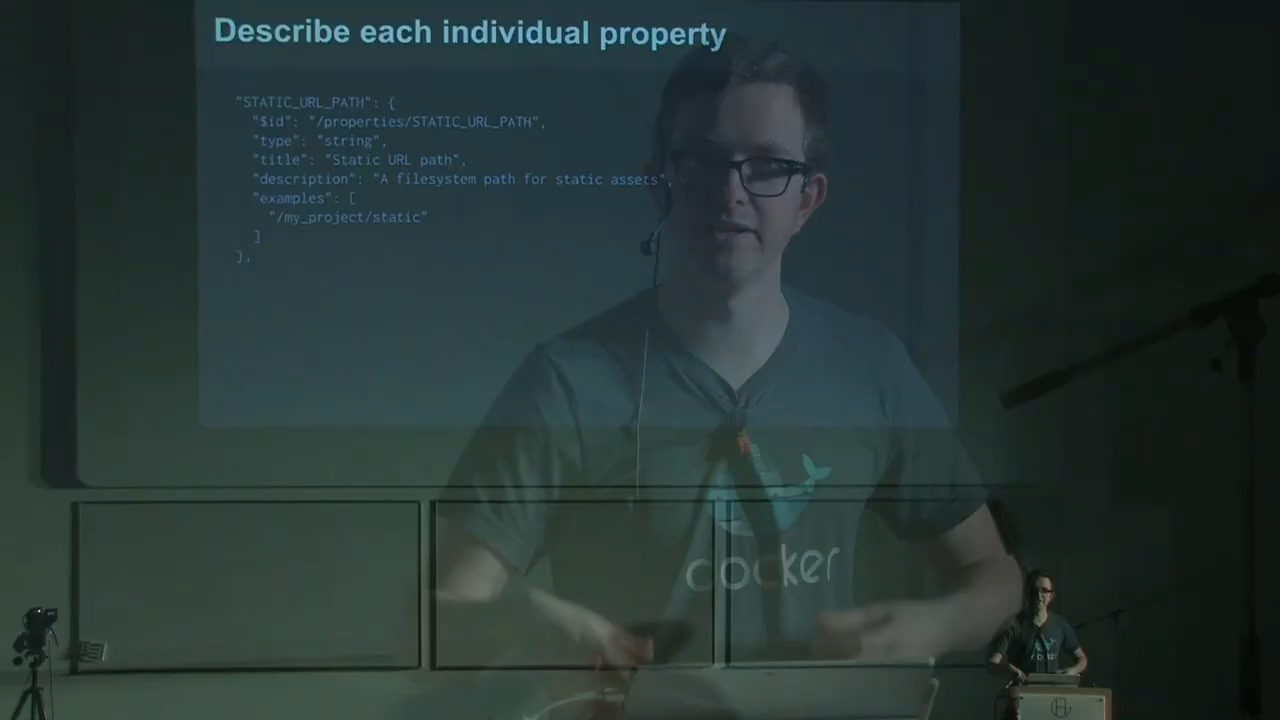 Describe each individual property
"STATIC_URL_PATH": {
"$id": "/properties/STATIC_URL_PATH",
"type": "string",
"title": "Static URL path",
"description": "A filesystem path for static assets",
"examples": [
"/my_project/static"
]
},
docker